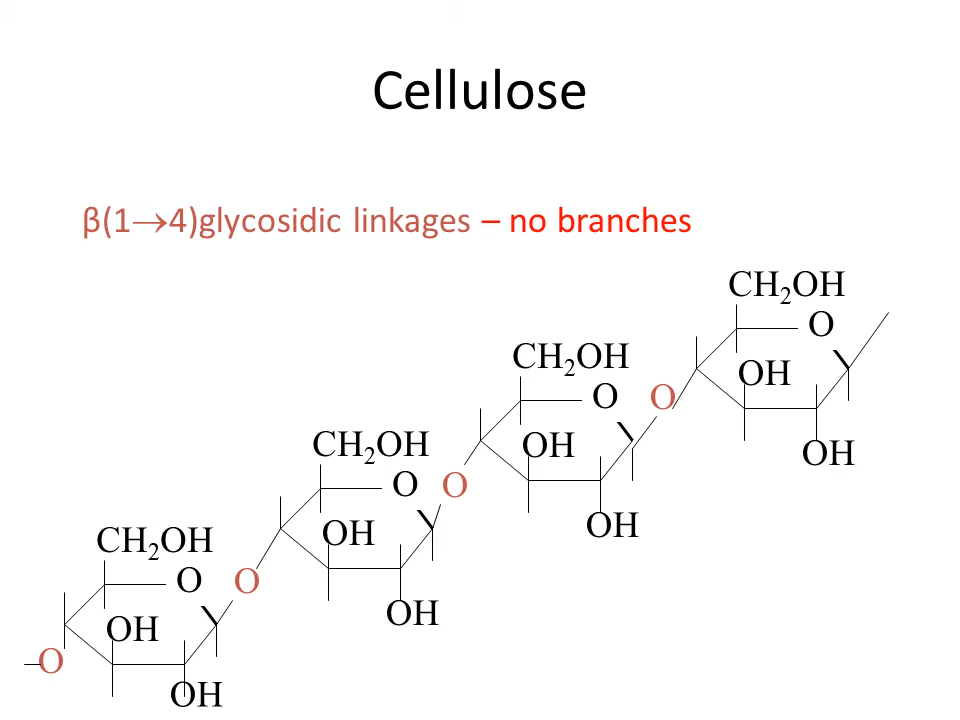 Cellulose
β(1→4)glycosidic linkages – no branches
CH₂OH
O
CH₂OH
OH
O
O
OH
CH₂OH
OH
O
O
OH
CH₂OH
OH
O
O
OH
OH
O
OH